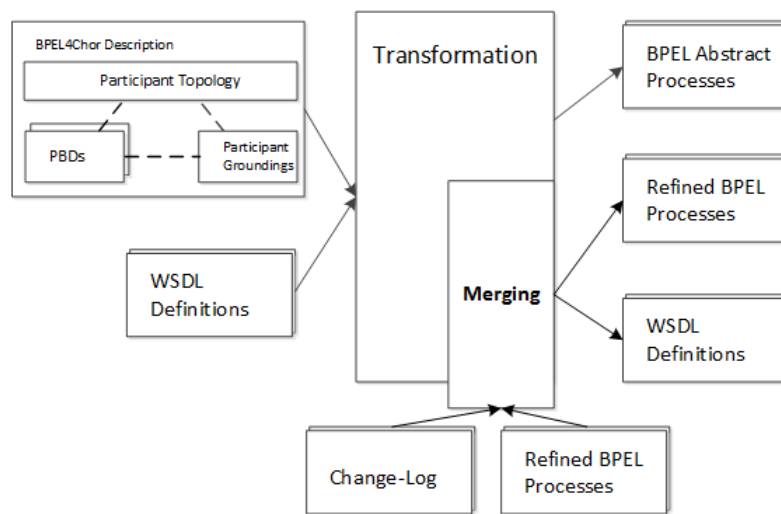 BPEL4Chor Description
Participant Topology
PBDs
Participant
Groundings
WSDL
Definitions
Transformation
Merging
BPEL Abstract
Processes
Refined BPEL
Processes
WSDL
Definitions
Change-Log
Refined BPEL
Processes